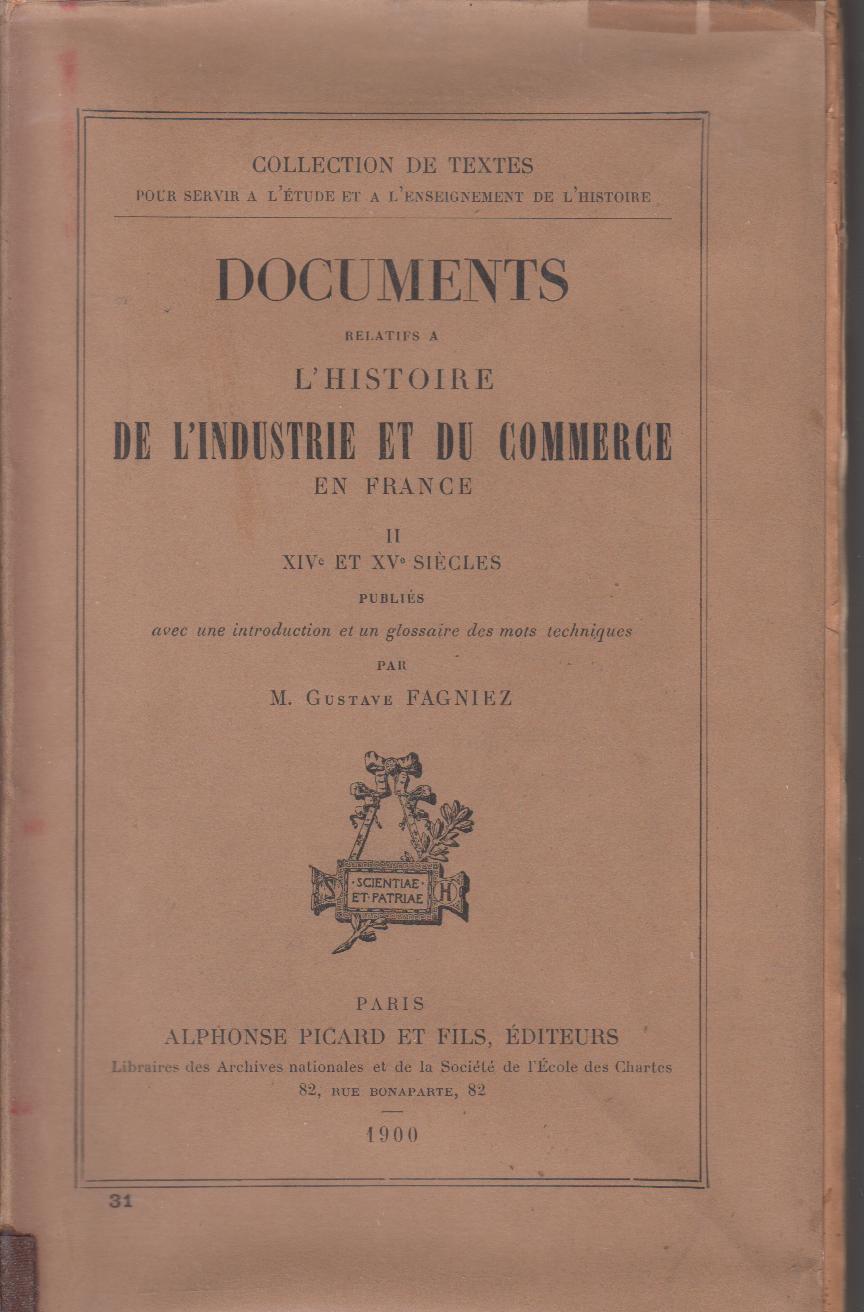 COLLECTION DE TEXTES
POUR SERVIR A L'ÉTUDE ET A L'ENSEIGNEMENT DE L'HISTOIRE
DOCUMENTS
RELATIFS A
L'HISTOIRE
DE L'INDUSTRIE ET DU COMMERCE
EN FRANCE
II
XIVe ET XVe SIÈCLES
PUBLIÉS
avec une introduction et un glossaire des mots techniques
PAR
M. GUSTAVE FAGNIEZ
S
·SCIENTIAE·
ET·PATRIAE
H
PARIS
ALPHONSE PICARD ET FILS, ÉDITEURS
Libraires des Archives nationales et de la Société de l'École des Chartes
82, RUE BONAPARTE, 82
1900
31